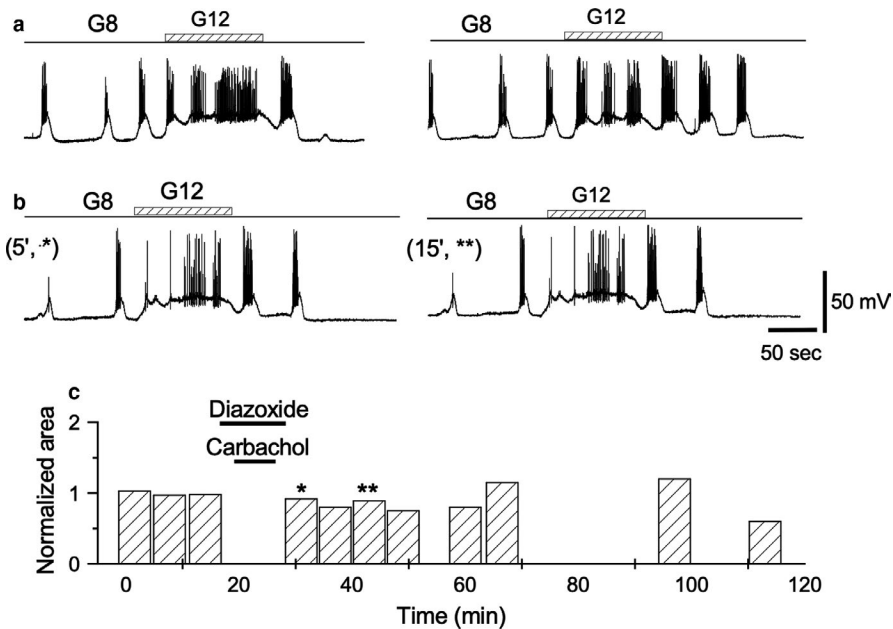 a
G8 G12
G8 G12
b
G8 G12
G8 G12
(5', *)
(15', **)
50 mV
50 sec
c
Diazoxide
Carbachol
* **
2
1
0
Normalized area
0 20 40 60 80 100 120
Time (min)